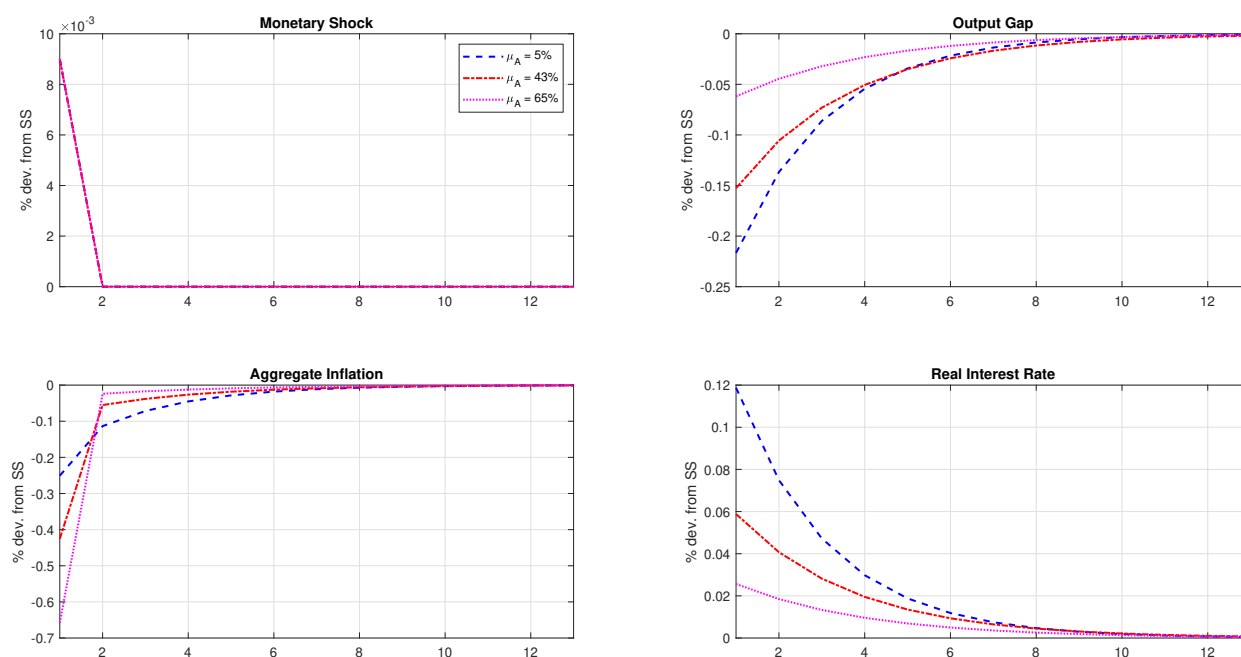 Monetary Shock
×10⁻³
10
8
6
4
2
0
% dev. from SS
2 4 6 8 10 12
μ_A = 5%
μ_A = 43%
μ_A = 65%
Output Gap
0
-0.05
-0.1
-0.15
-0.2
-0.25
% dev. from SS
2 4 6 8 10 12
Aggregate Inflation
0
-0.1
-0.2
-0.3
-0.4
-0.5
-0.6
-0.7
% dev. from SS
2 4 6 8 10 12
Real Interest Rate
0.12
0.1
0.08
0.06
0.04
0.02
0
% dev. from SS
2 4 6 8 10 12